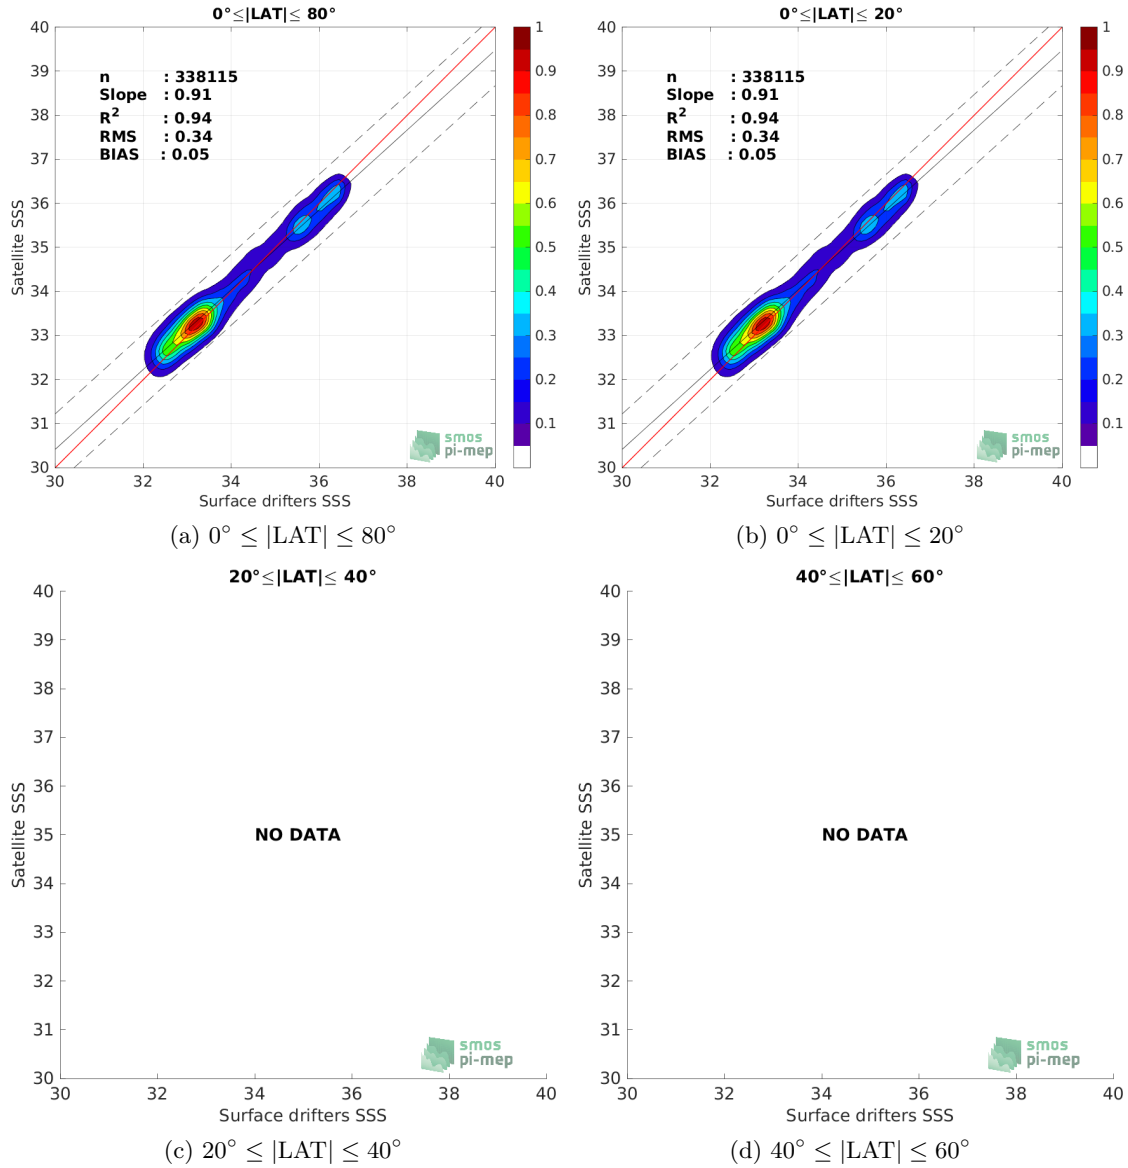 0°≤|LAT|≤ 80°
40
39
38
37
36
35
34
33
32
31
30
Satellite SSS
n : 338115
Slope : 0.91
R² : 0.94
RMS : 0.34
BIAS : 0.05
smos
pi-mep
30 32 34 36 38 40
Surface drifters SSS
1
0.9
0.8
0.7
0.6
0.5
0.4
0.3
0.2
0.1
(a) 0° ≤ |LAT| ≤ 80°
0°≤|LAT|≤ 20°
40
39
38
37
36
35
34
33
32
31
30
Satellite SSS
n : 338115
Slope : 0.91
R² : 0.94
RMS : 0.34
BIAS : 0.05
smos
pi-mep
30 32 34 36 38 40
Surface drifters SSS
1
0.9
0.8
0.7
0.6
0.5
0.4
0.3
0.2
0.1
(b) 0° ≤ |LAT| ≤ 20°
20°≤|LAT|≤ 40°
40
39
38
37
36
35
34
33
32
31
30
Satellite SSS
NO DATA
smos
pi-mep
30 32 34 36 38 40
Surface drifters SSS
(c) 20° ≤ |LAT| ≤ 40°
40°≤|LAT|≤ 60°
40
39
38
37
36
35
34
33
32
31
30
Satellite SSS
NO DATA
smos
pi-mep
30 32 34 36 38 40
Surface drifters SSS
(d) 40° ≤ |LAT| ≤ 60°